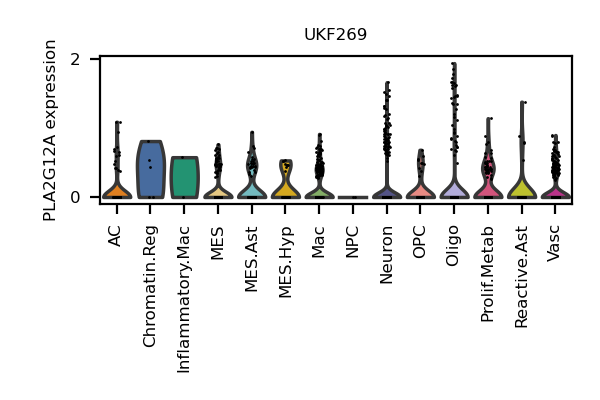 UKF269
PLA2G12A expression
2
0
AC
Chromatin.Reg
Inflammatory.Mac
MES
MES.Ast
MES.Hyp
Mac
NPC
Neuron
OPC
Oligo
Prolif.Metab
Reactive.Ast
Vasc